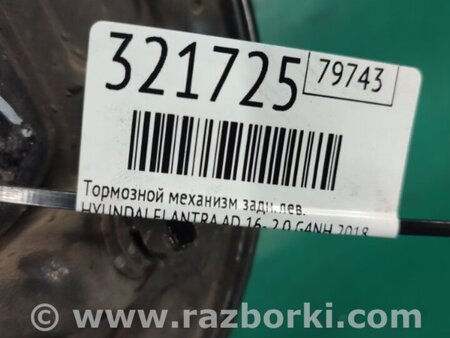 321725
79743
Тормозной механизм задн.лев.
HYUNDAI ELANTRA AD 16- 2.0 G4NH 2018
© www.razborki.com